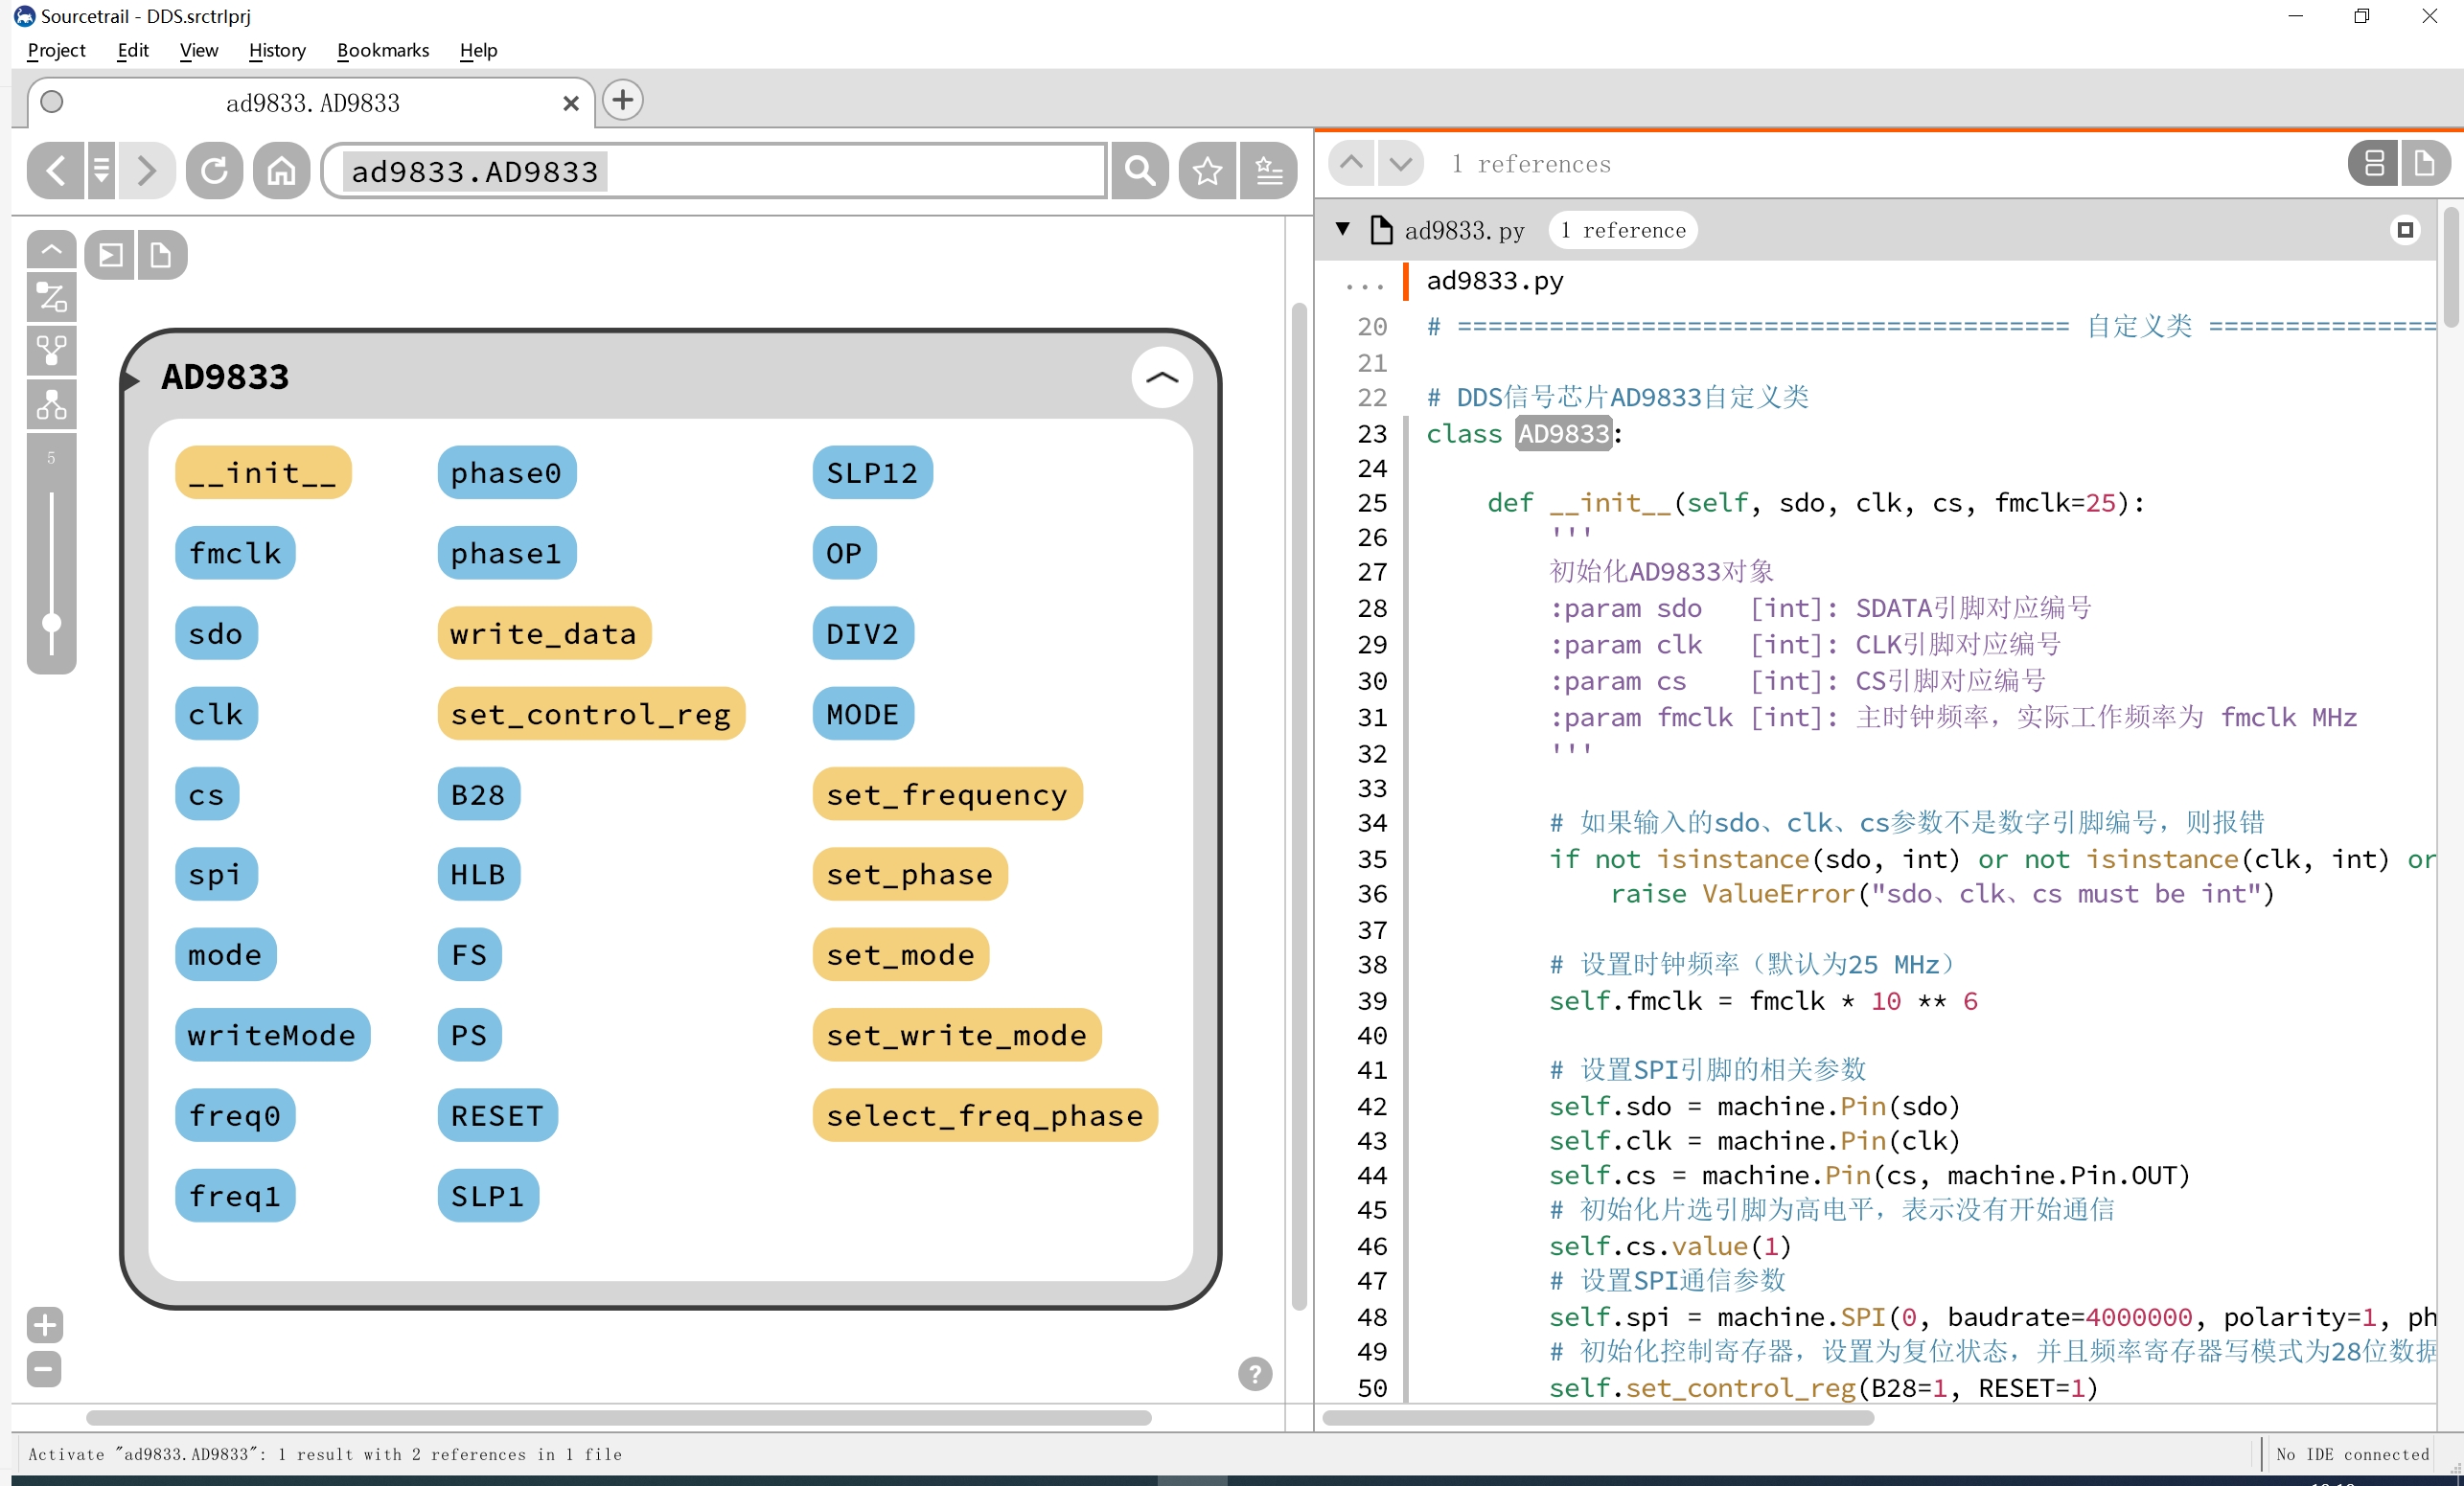 Sourcetrail - DDS.srctrlprj
Project Edit View History Bookmarks Help
ad9833.AD9833
ad9833.AD9833
5
AD9833
__init__ phase0 SLP12
fmclk phase1 OP
sdo write_data DIV2
clk set_control_reg MODE
cs B28 set_frequency
spi HLB set_phase
mode FS set_mode
writeMode PS set_write_mode
freq0 RESET select_freq_phase
freq1 SLP1
?
1 references
ad9833.py 1 reference
... ad9833.py
20 # ======================================== 自定义类 ===============
21
22 # DDS信号芯片AD9833自定义类
23 class AD9833:
24
25 def __init__(self, sdo, clk, cs, fmclk=25):
26 '''
27 初始化AD9833对象
28 :param sdo [int]: SDATA引脚对应编号
29 :param clk [int]: CLK引脚对应编号
30 :param cs [int]: CS引脚对应编号
31 :param fmclk [int]: 主时钟频率，实际工作频率为 fmclk MHz
32 '''
33
34 # 如果输入的sdo、clk、cs参数不是数字引脚编号，则报错
35 if not isinstance(sdo, int) or not isinstance(clk, int) or
36 raise ValueError("sdo、clk、cs must be int")
37
38 # 设置时钟频率（默认为25 MHz）
39 self.fmclk = fmclk * 10 ** 6
40
41 # 设置SPI引脚的相关参数
42 self.sdo = machine.Pin(sdo)
43 self.clk = machine.Pin(clk)
44 self.cs = machine.Pin(cs, machine.Pin.OUT)
45 # 初始化片选引脚为高电平，表示没有开始通信
46 self.cs.value(1)
47 # 设置SPI通信参数
48 self.spi = machine.SPI(0, baudrate=4000000, polarity=1, ph
49 # 初始化控制寄存器，设置为复位状态，并且频率寄存器写模式为28位数据
50 self.set_control_reg(B28=1, RESET=1)
Activate "ad9833.AD9833": 1 result with 2 references in 1 file
No IDE connected